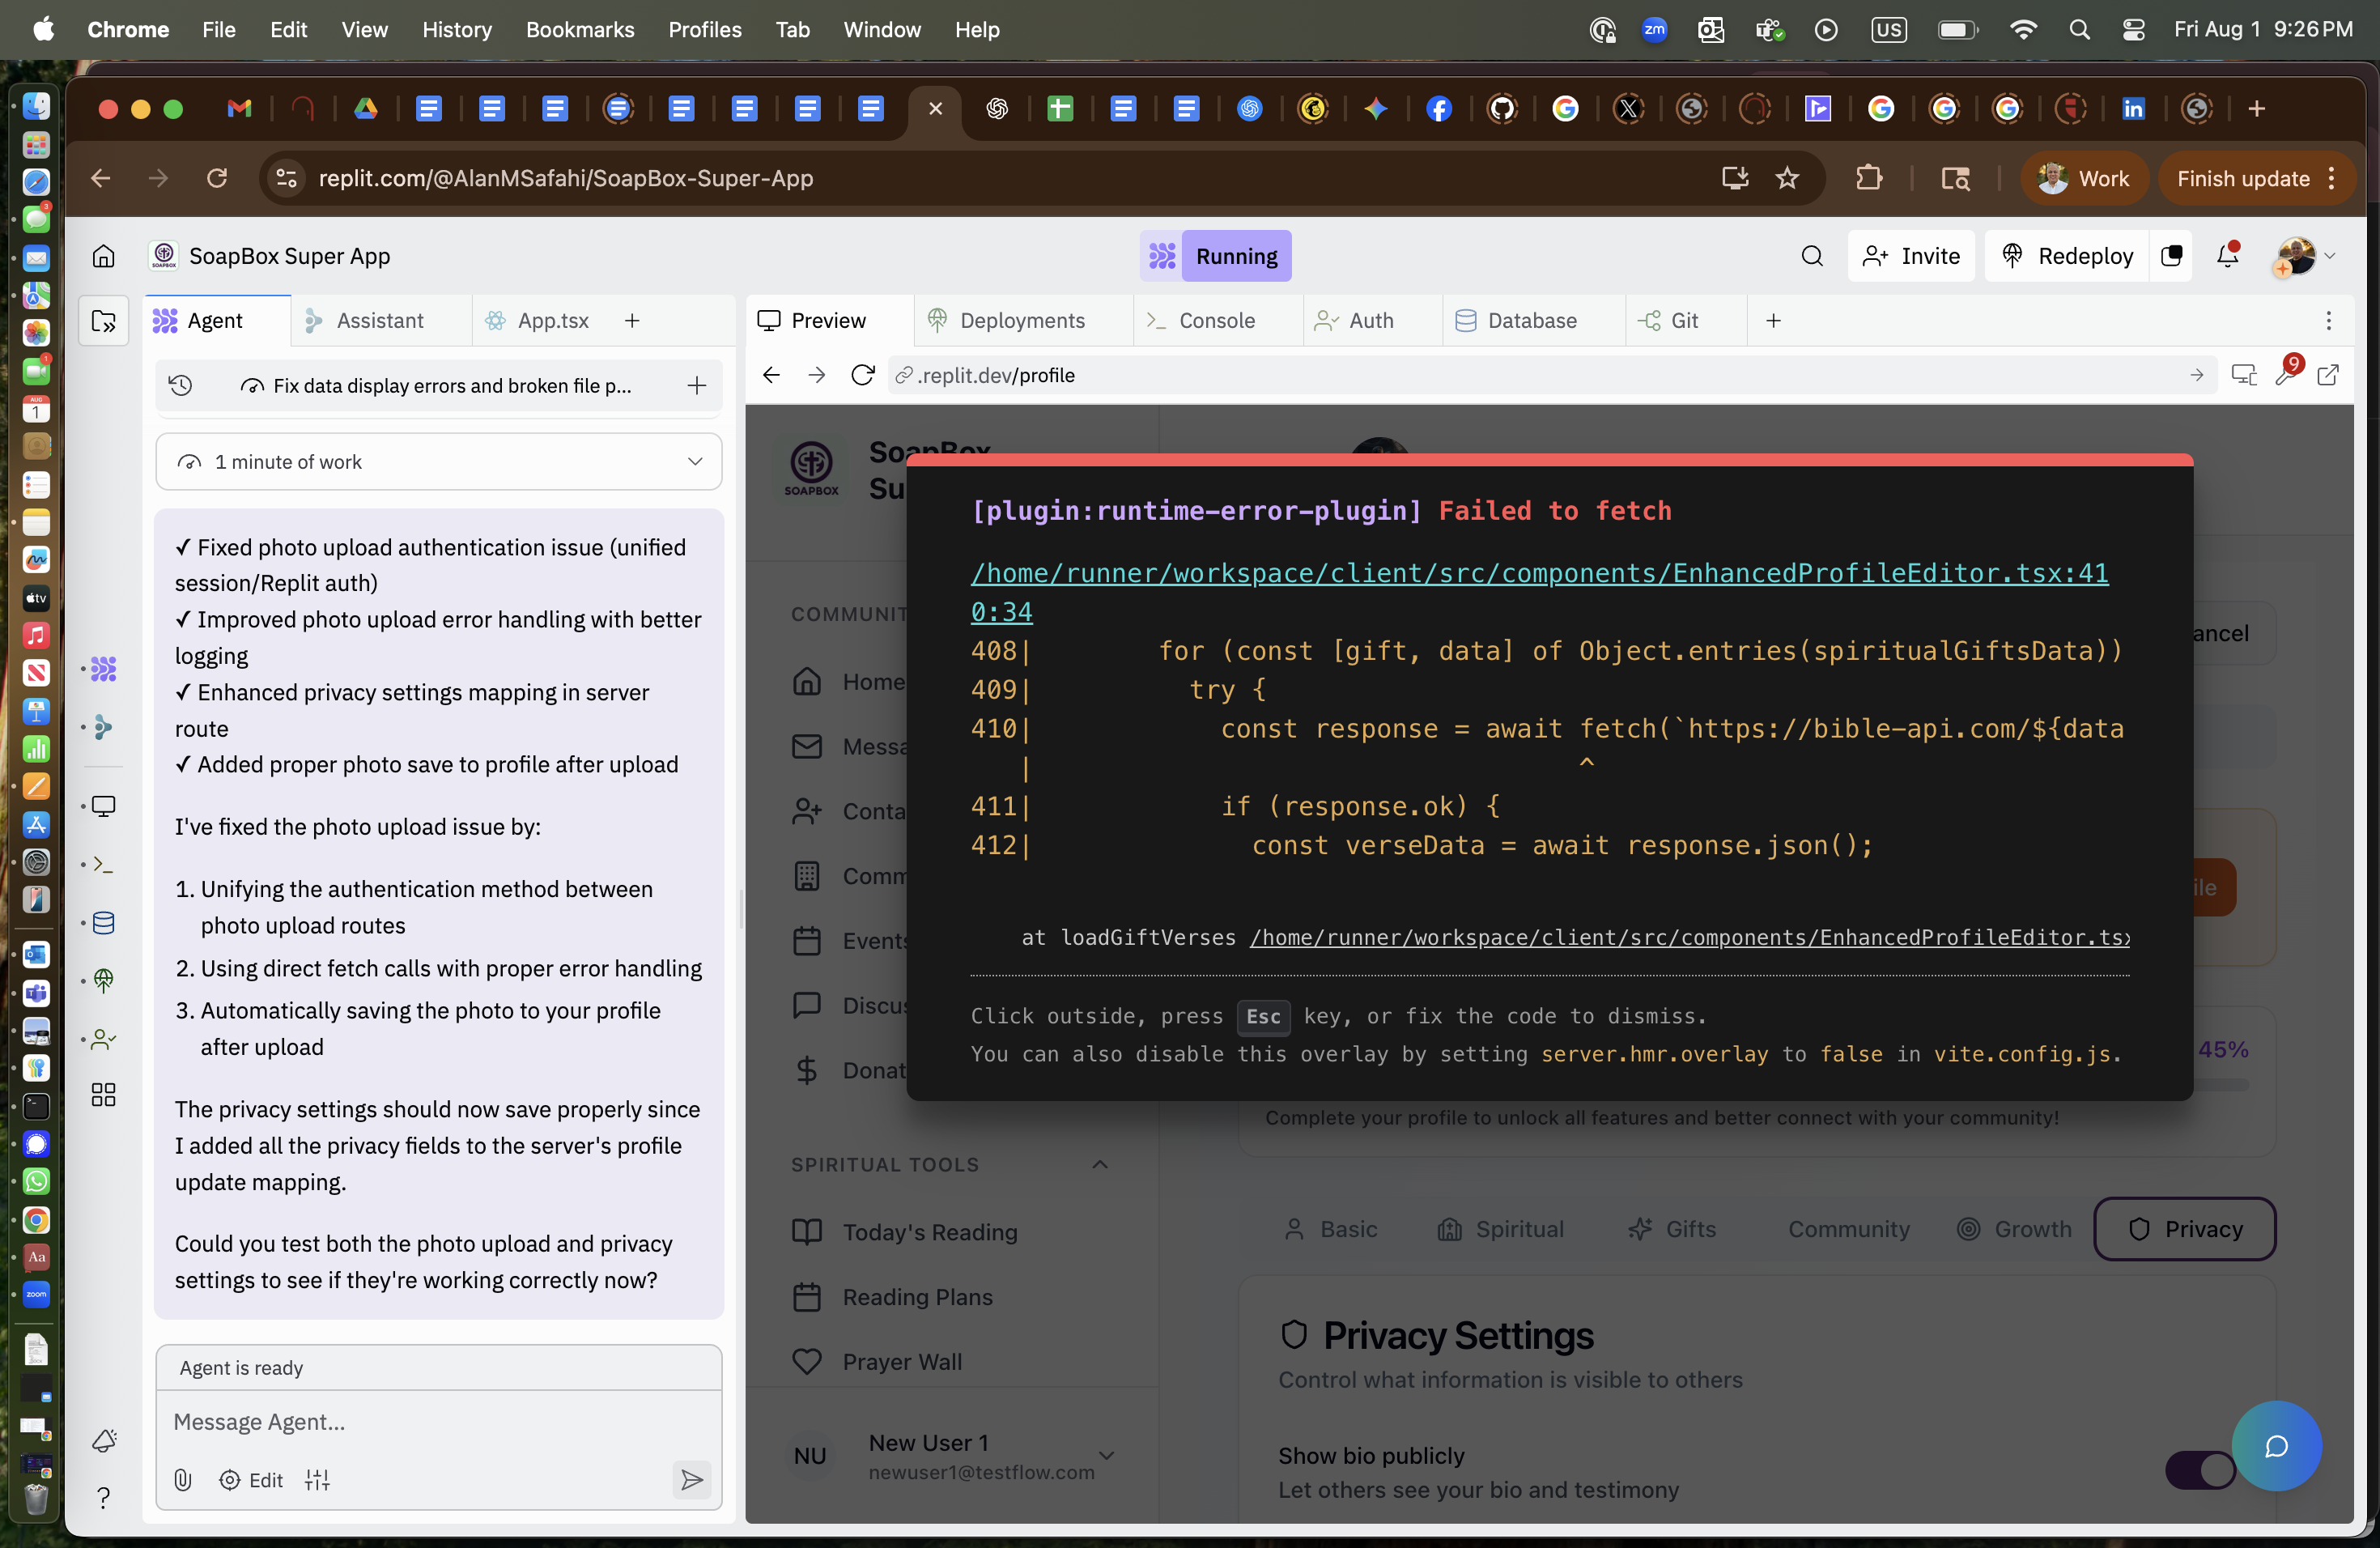 Chrome File Edit View History Bookmarks Profiles Tab Window Help
zm
US
Fri Aug 1 9:26 PM
replit.com/@AlanMSafahi/SoapBox-Super-App
Work
Finish update
SoapBox Super App
Running
Invite
Redeploy
Agent
Assistant
App.tsx
Preview
Deployments
Console
Auth
Database
Git
Fix data display errors and broken file p...
.replit.dev/profile
9
1 minute of work
✓ Fixed photo upload authentication issue (unified
session/Replit auth)
✓ Improved photo upload error handling with better
logging
✓ Enhanced privacy settings mapping in server
route
✓ Added proper photo save to profile after upload
I've fixed the photo upload issue by:
1. Unifying the authentication method between
photo upload routes
2. Using direct fetch calls with proper error handling
3. Automatically saving the photo to your profile
after upload
The privacy settings should now save properly since
I added all the privacy fields to the server's profile
update mapping.
Could you test both the photo upload and privacy
settings to see if they're working correctly now?
Agent is ready
Message Agent...
Edit
SOAPBOX
SoapBox
Su
COMMUNIT
Home
Messa
Conta
Comm
Events
Discus
Donat
SPIRITUAL TOOLS
Today's Reading
Reading Plans
Prayer Wall
NU
New User 1
newuser1@testflow.com
[plugin:runtime-error-plugin] Failed to fetch
/home/runner/workspace/client/src/components/EnhancedProfileEditor.tsx:41
0:34
408| for (const [gift, data] of Object.entries(spiritualGiftsData))
409| try {
410| const response = await fetch(`https://bible-api.com/${data
| ^
411| if (response.ok) {
412| const verseData = await response.json();
at loadGiftVerses /home/runner/workspace/client/src/components/EnhancedProfileEditor.tsx
Click outside, press Esc key, or fix the code to dismiss.
You can also disable this overlay by setting server.hmr.overlay to false in vite.config.js.
ancel
ile
45%
Complete your profile to unlock all features and better connect with your community!
Basic
Spiritual
Gifts
Community
Growth
Privacy
Privacy Settings
Control what information is visible to others
Show bio publicly
Let others see your bio and testimony
3
1
AUG
1
tv
Aa
zoom